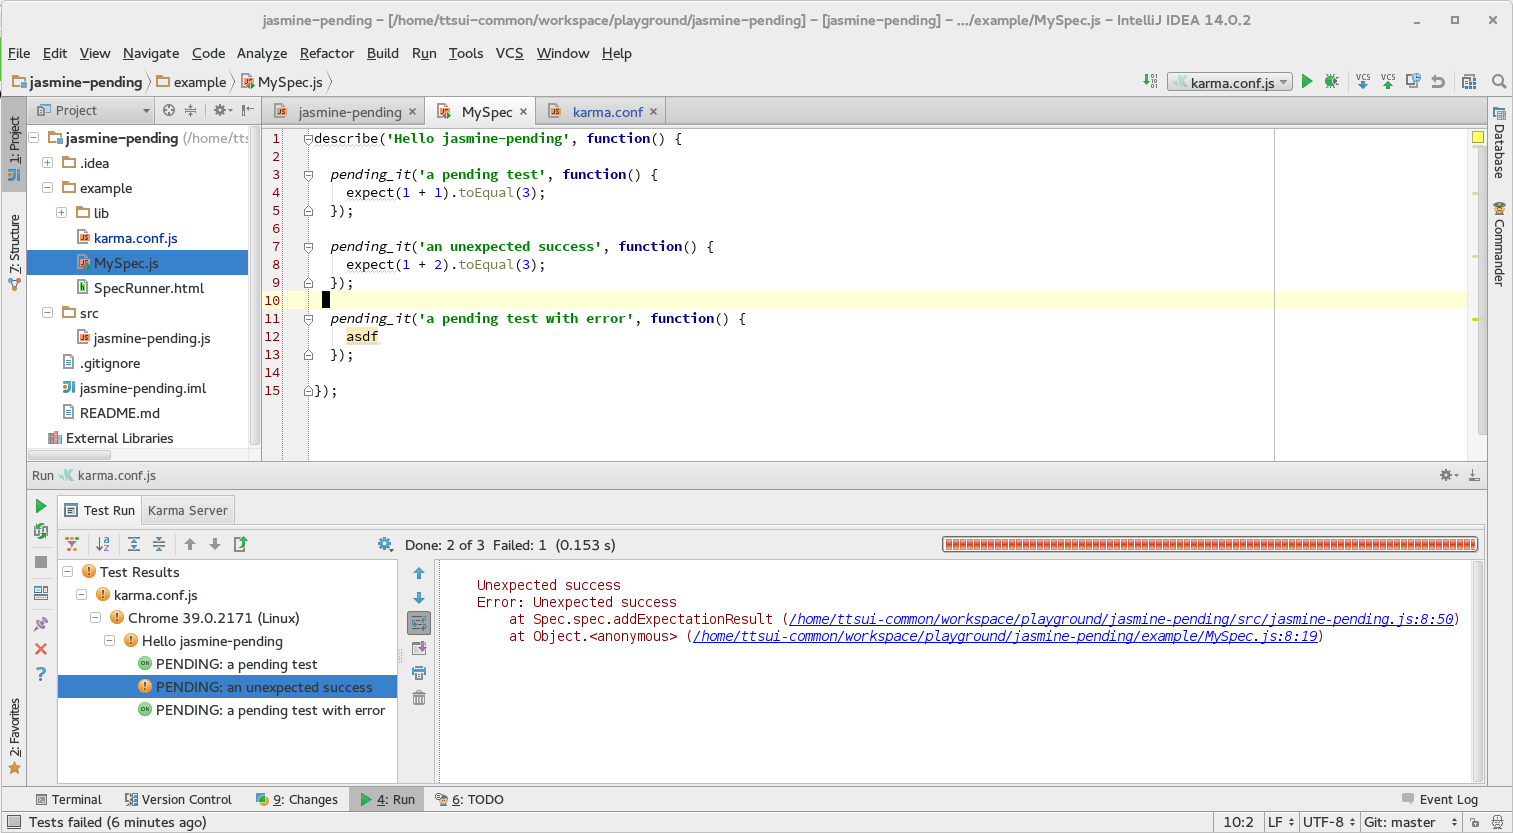 jasmine-pending – [/home/ttsui-common/workspace/playground/jasmine-pending] – [jasmine-pending] – .../example/MySpec.js – IntelliJ IDEA 14.0.2
File Edit View Navigate Code Analyze Refactor Build Run Tools VCS Window Help
jasmine-pending example MySpec.js
karma.conf.js
VCS VCS
1: Project
7: Structure
2: Favorites
Project
jasmine-pending (/home/tts
.idea
example
lib
karma.conf.js
MySpec.js
SpecRunner.html
src
jasmine-pending.js
.gitignore
jasmine-pending.iml
README.md
External Libraries
jasmine-pending MySpec karma.conf
1 describe('Hello jasmine-pending', function() {
2
3 pending_it('a pending test', function() {
4 expect(1 + 1).toEqual(3);
5 });
6
7 pending_it('an unexpected success', function() {
8 expect(1 + 2).toEqual(3);
9 });
10
11 pending_it('a pending test with error', function() {
12 asdf
13 });
14
15 });
Database
Commander
Run karma.conf.js
Test Run Karma Server
Done: 2 of 3 Failed: 1 (0.153 s)
Test Results
karma.conf.js
Chrome 39.0.2171 (Linux)
Hello jasmine-pending
OK PENDING: a pending test
PENDING: an unexpected success
OK PENDING: a pending test with error
Unexpected success
Error: Unexpected success
at Spec.spec.addExpectationResult (/home/ttsui-common/workspace/playground/jasmine-pending/src/jasmine-pending.js:8:50)
at Object.<anonymous> (/home/ttsui-common/workspace/playground/jasmine-pending/example/MySpec.js:8:19)
Terminal Version Control 9: Changes 4: Run 6: TODO Event Log
Tests failed (6 minutes ago) 10:2 LF UTF-8 Git: master